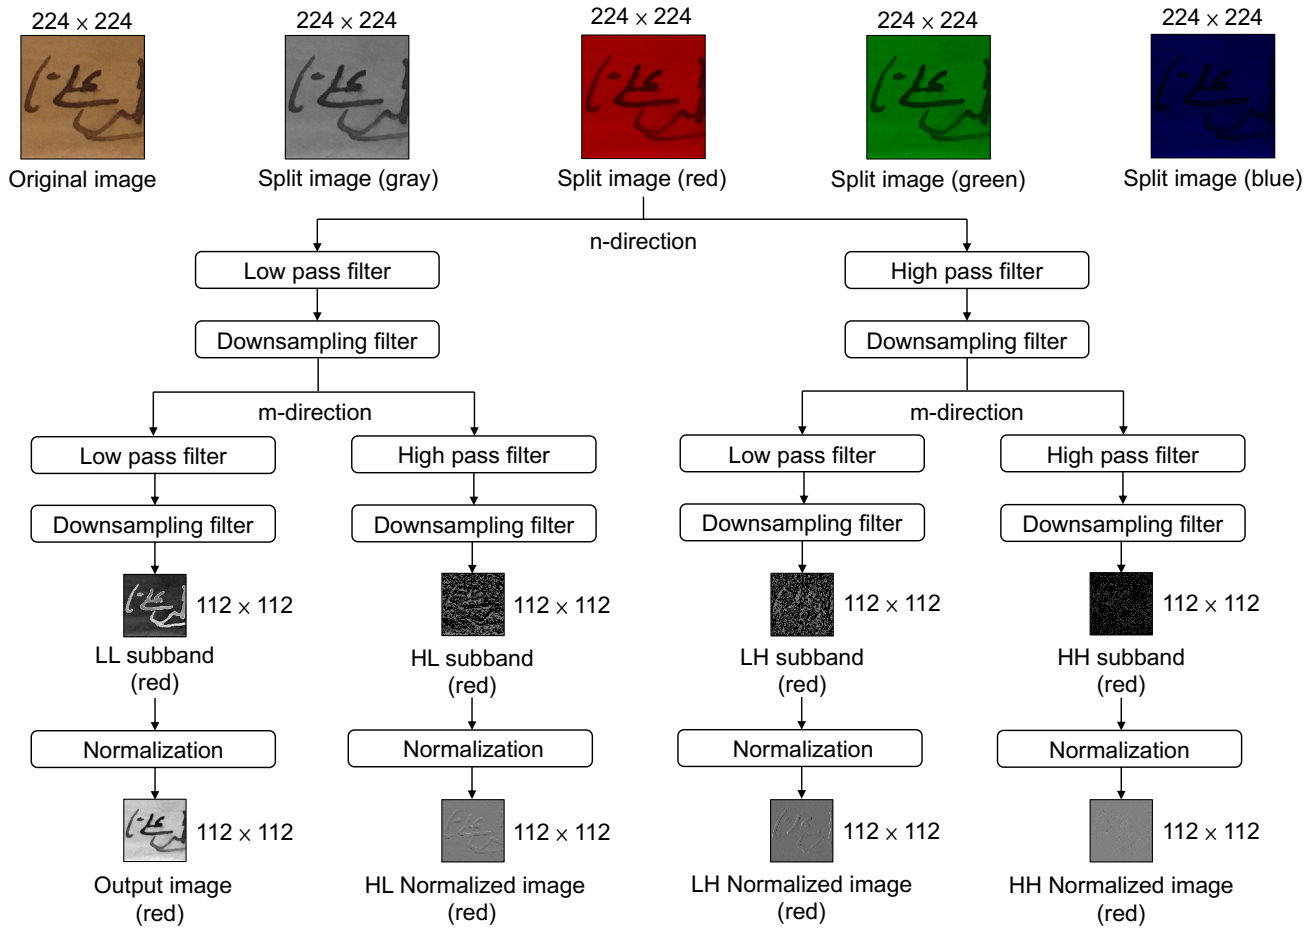 224 × 224 224 × 224 224 × 224 224 × 224 224 × 224
Original image Split image (gray) Split image (red) Split image (green) Split image (blue)
n-direction
Low pass filter High pass filter
Downsampling filter Downsampling filter
m-direction m-direction
Low pass filter High pass filter Low pass filter High pass filter
Downsampling filter Downsampling filter Downsampling filter Downsampling filter
112 × 112 112 × 112 112 × 112 112 × 112
LL subband HL subband LH subband HH subband
(red) (red) (red) (red)
Normalization Normalization Normalization Normalization
112 × 112 112 × 112 112 × 112 112 × 112
Output image HL Normalized image LH Normalized image HH Normalized image
(red) (red) (red) (red)